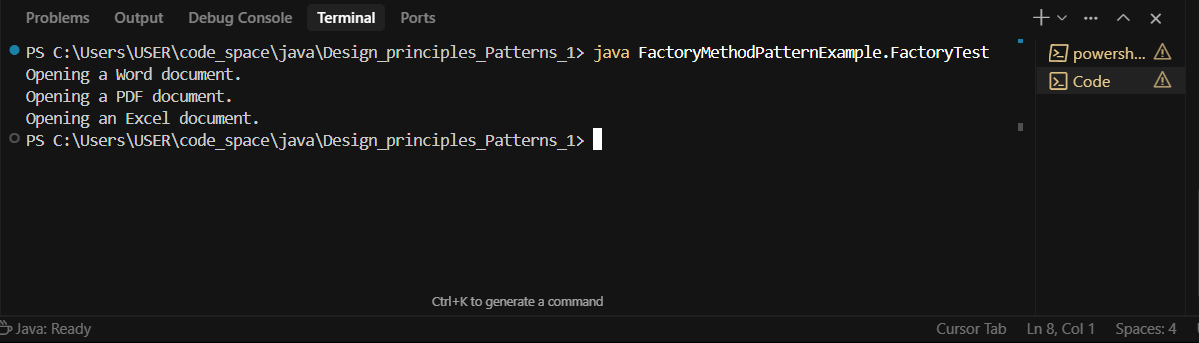 Problems Output Debug Console Terminal Ports
PS C:\Users\USER\code_space\java\Design_principles_Patterns_1> java FactoryMethodPatternExample.FactoryTest
Opening a Word document.
Opening a PDF document.
Opening an Excel document.
PS C:\Users\USER\code_space\java\Design_principles_Patterns_1>
powersh...
Code
Ctrl+K to generate a command
Java: Ready Cursor Tab Ln 8, Col 1 Spaces: 4